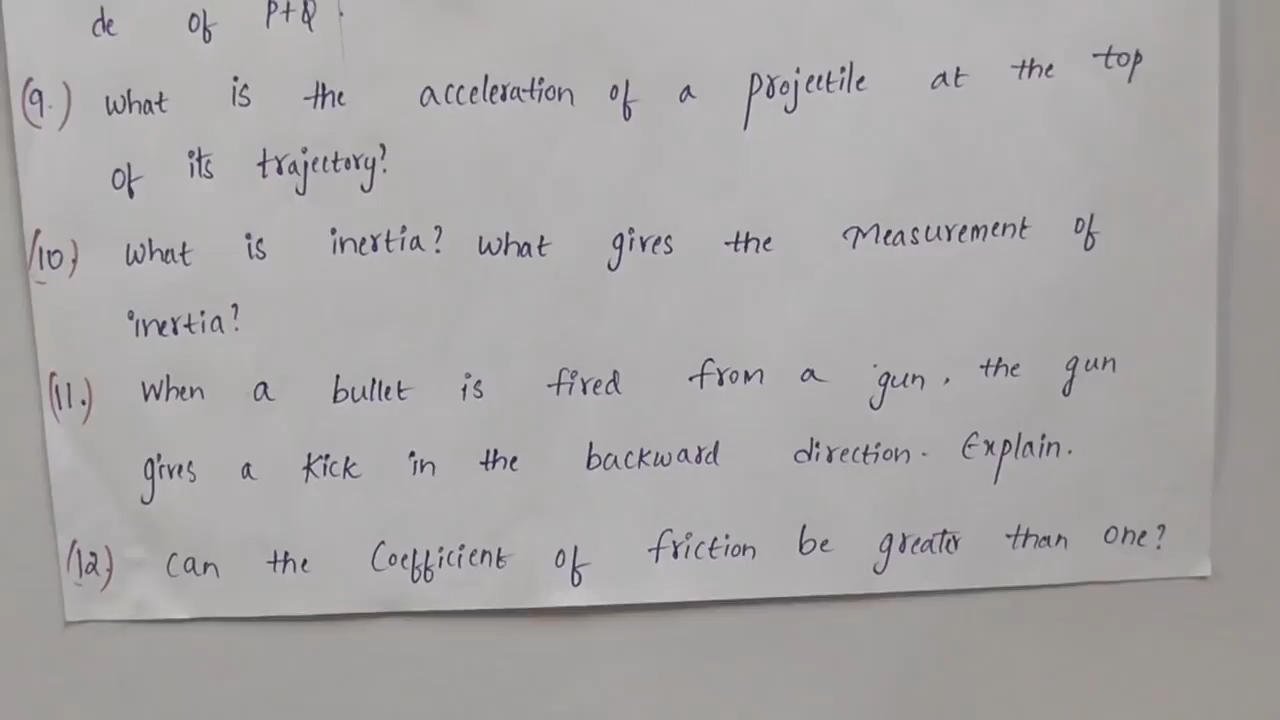 de of P+Q.
(9.) What is the acceleration of a projectile at the top
of its trajectory?
(10) What is inertia? What gives the Measurement of
inertia?
(11.) When a bullet is fired from a gun, the gun
gives a kick in the backward direction. Explain.
(12) Can the Coefficient of friction be greater than one?